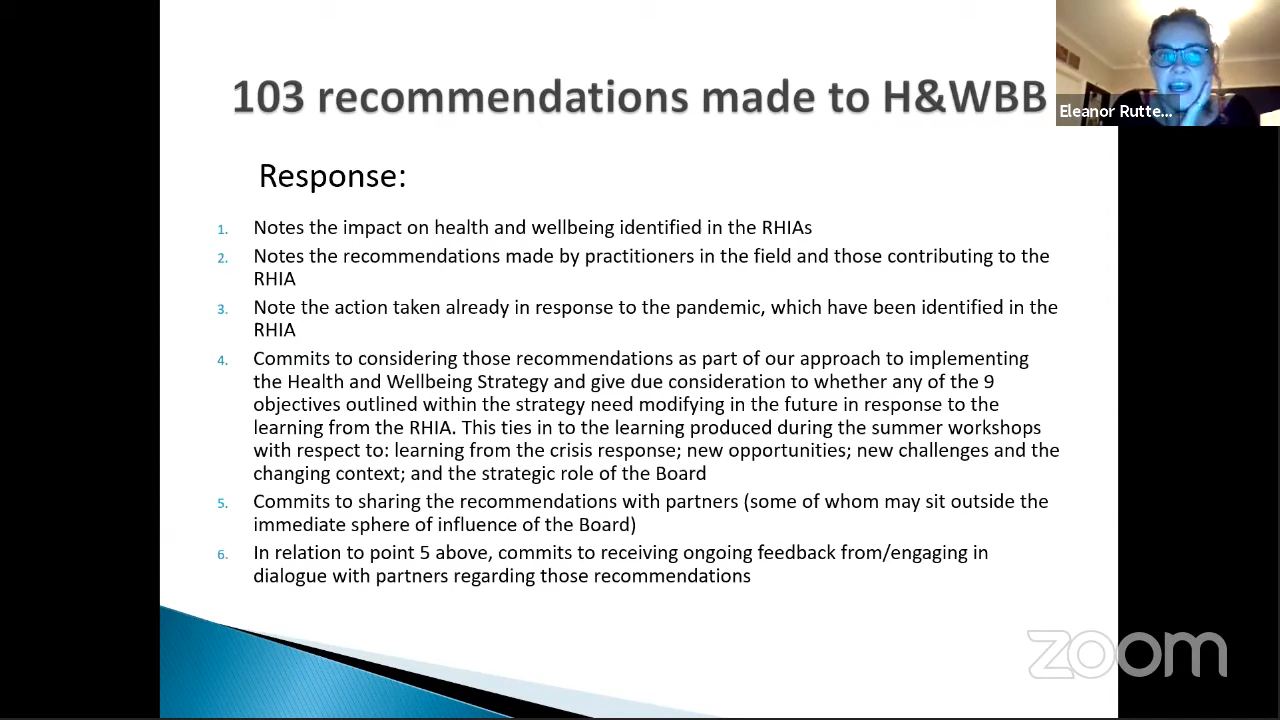 103 recommendations made to H&WBB
Eleanor Rutte...
Response:
1. Notes the impact on health and wellbeing identified in the RHIAs
2. Notes the recommendations made by practitioners in the field and those contributing to the
RHIA
3. Note the action taken already in response to the pandemic, which have been identified in the
RHIA
4. Commits to considering those recommendations as part of our approach to implementing
the Health and Wellbeing Strategy and give due consideration to whether any of the 9
objectives outlined within the strategy need modifying in the future in response to the
learning from the RHIA. This ties in to the learning produced during the summer workshops
with respect to: learning from the crisis response; new opportunities; new challenges and the
changing context; and the strategic role of the Board
5. Commits to sharing the recommendations with partners (some of whom may sit outside the
immediate sphere of influence of the Board)
6. In relation to point 5 above, commits to receiving ongoing feedback from/engaging in
dialogue with partners regarding those recommendations
zoom